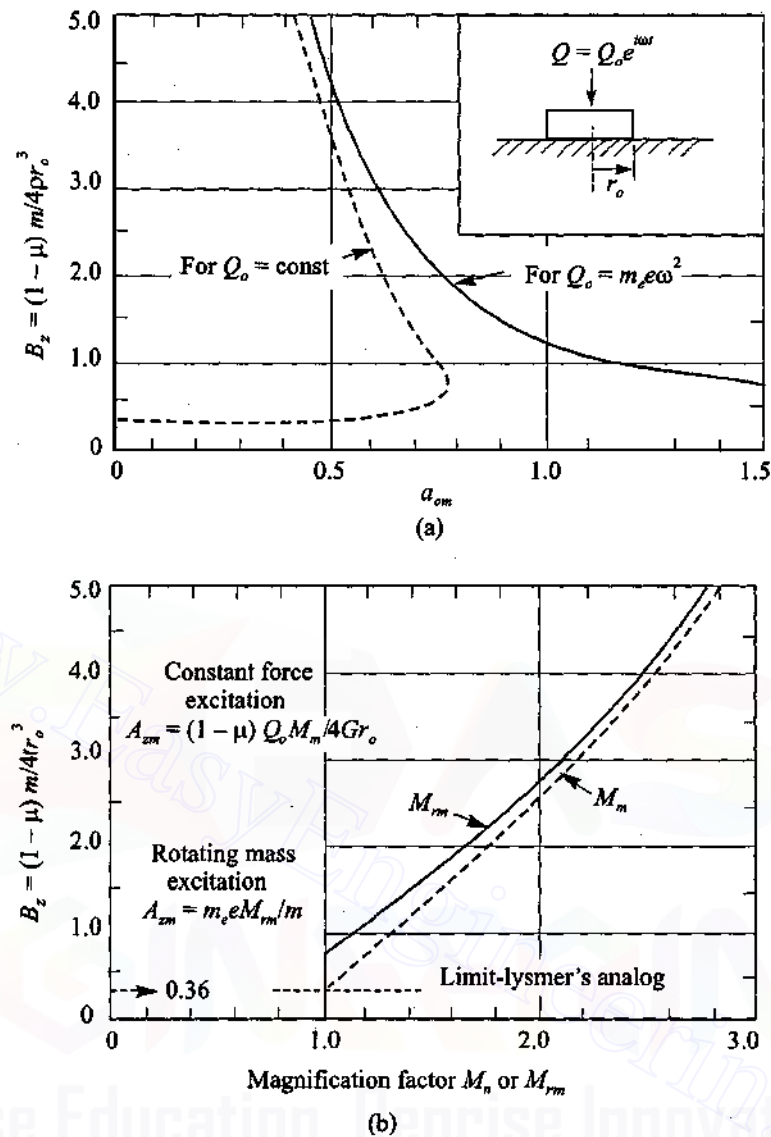 5.0
4.0
3.0
2.0
1.0
0
B_z = (1 − μ) m/4ρr_o^3
Q = Q_o e^{iωt}
r_o
For Q_o = const
For Q_o = m_e eω^2
0
0.5
1.0
1.5
a_om
(a)
5.0
4.0
3.0
2.0
1.0
0
B_z = (1 − μ) m/4tr_o^3
Constant force
excitation
A_zm = (1 − μ) Q_o M_m/4Gr_o
M_rm
M_m
Rotating mass
excitation
A_zm = m_e eM_rm/m
0.36
Limit-lysmer's analog
0
1.0
2.0
3.0
Magnification factor M_n or M_rm
(b)